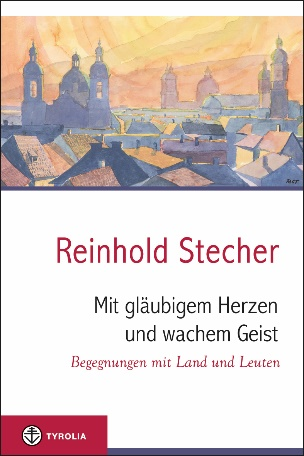 Reinhold Stecher
Mit gläubigem Herzen
und wachem Geist
Begegnungen mit Land und Leuten
TYROLIA